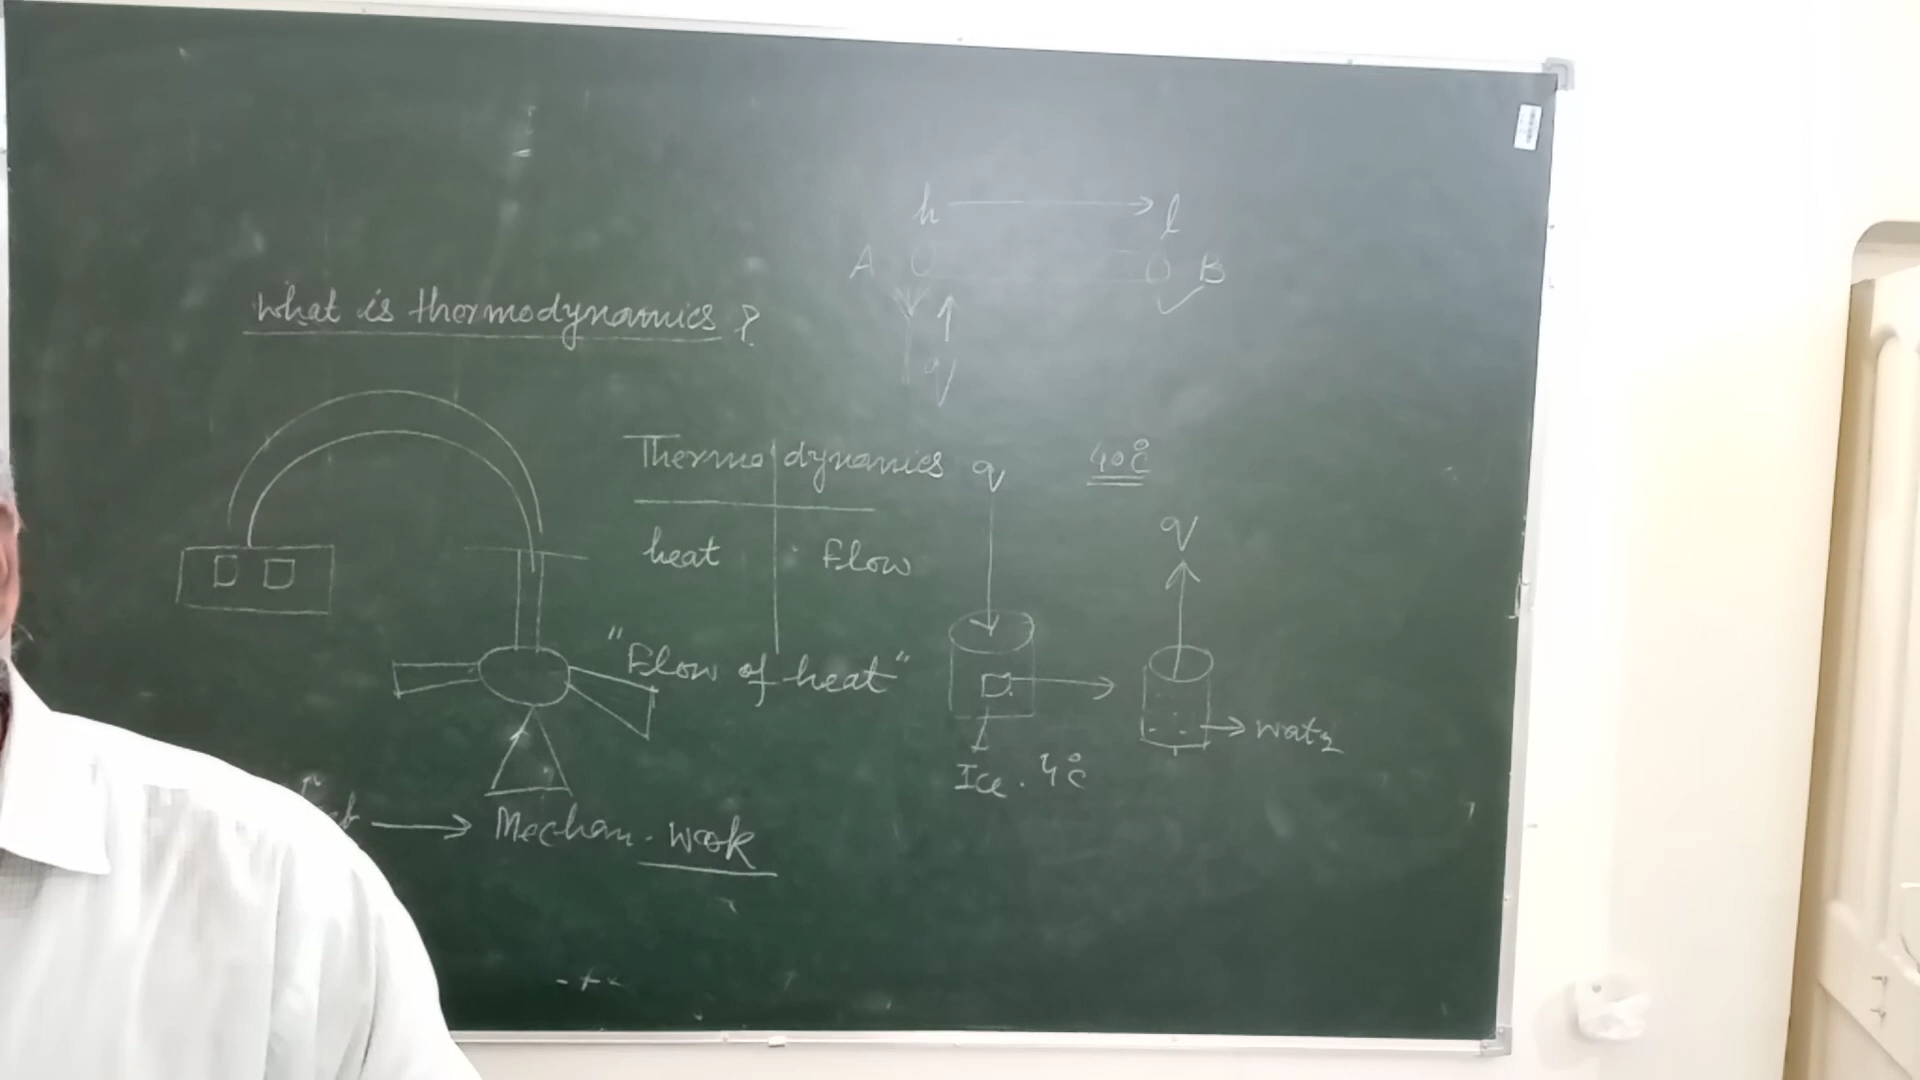 h → l
A B
What is thermodynamics ?
q
Thermo dynamics q 40°C
q
heat Flow
"Flow of heat"
→ water
Ice. 4°C
→ Mechan. Work